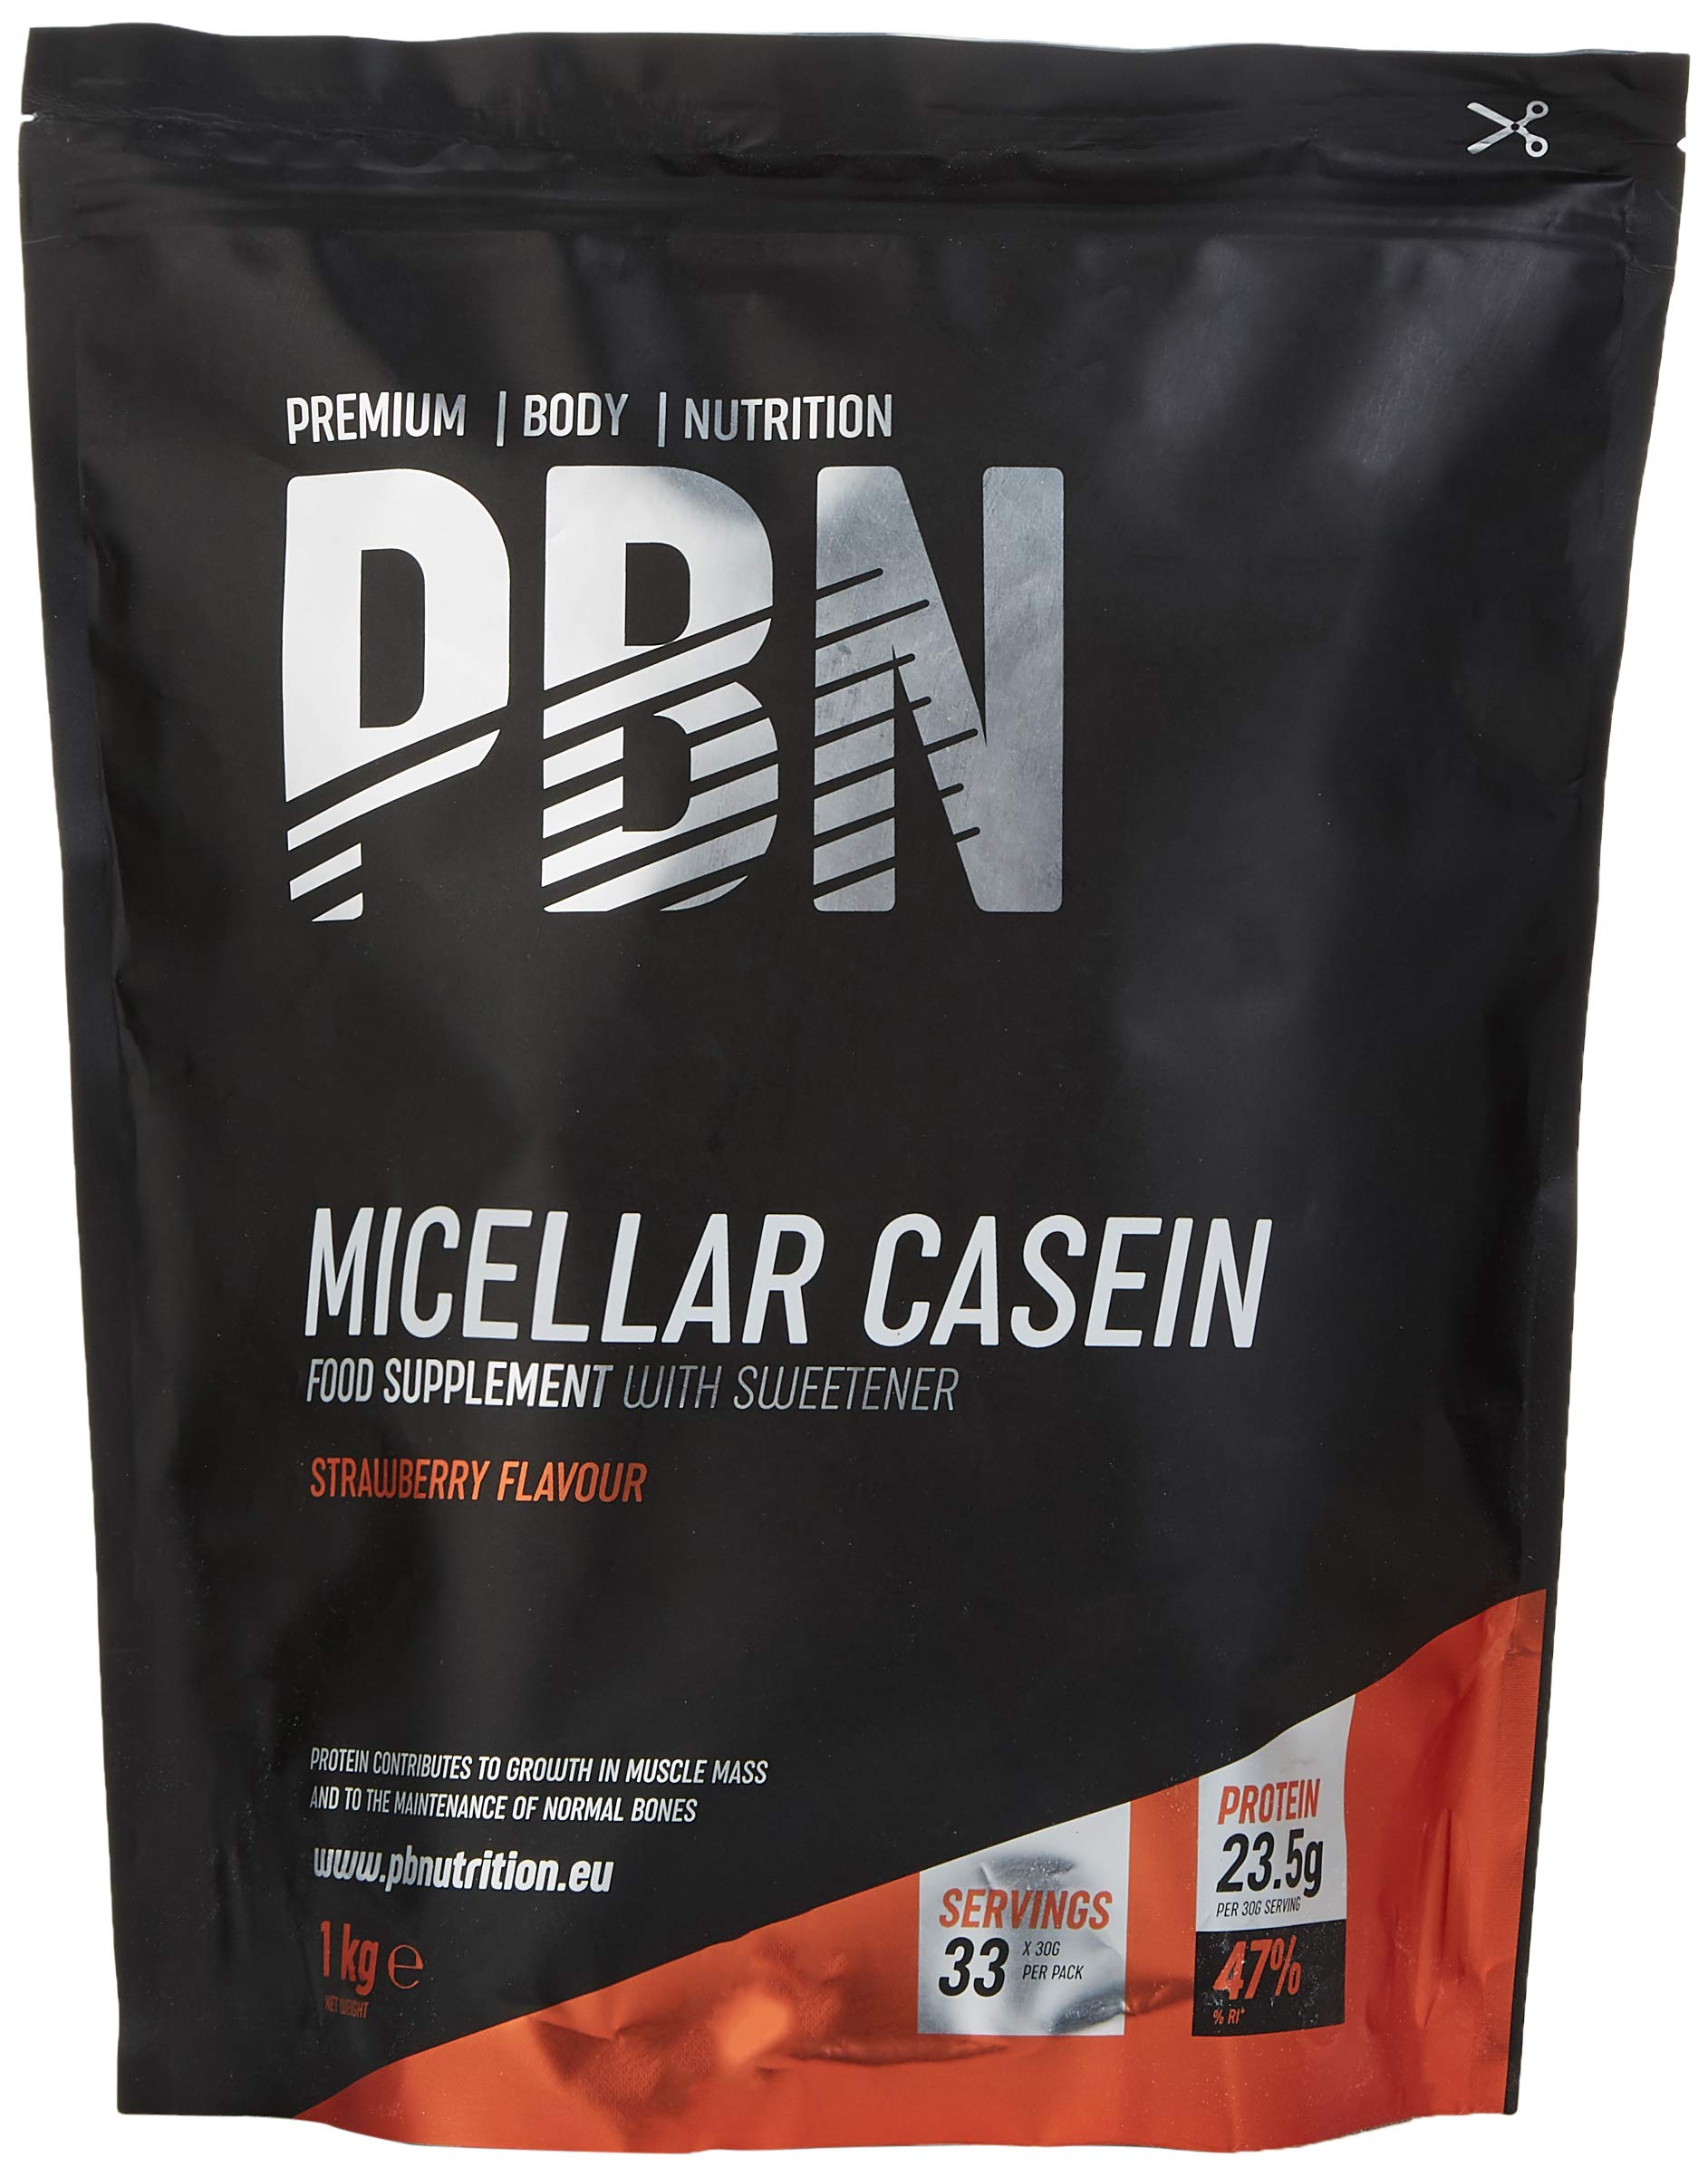 PREMIUM | BODY | NUTRITION
PBN
MICELLAR CASEIN
FOOD SUPPLEMENT WITH SWEETENER
STRAWBERRY FLAVOUR
PROTEIN CONTRIBUTES TO GROWTH IN MUSCLE MASS
AND TO THE MAINTENANCE OF NORMAL BONES
www.pbnutrition.eu
1 kg ℮
NET WEIGHT
SERVINGS
33 X 30G
PER PACK
PROTEIN
23.5g
PER 30G SERVING
47%
% RI*